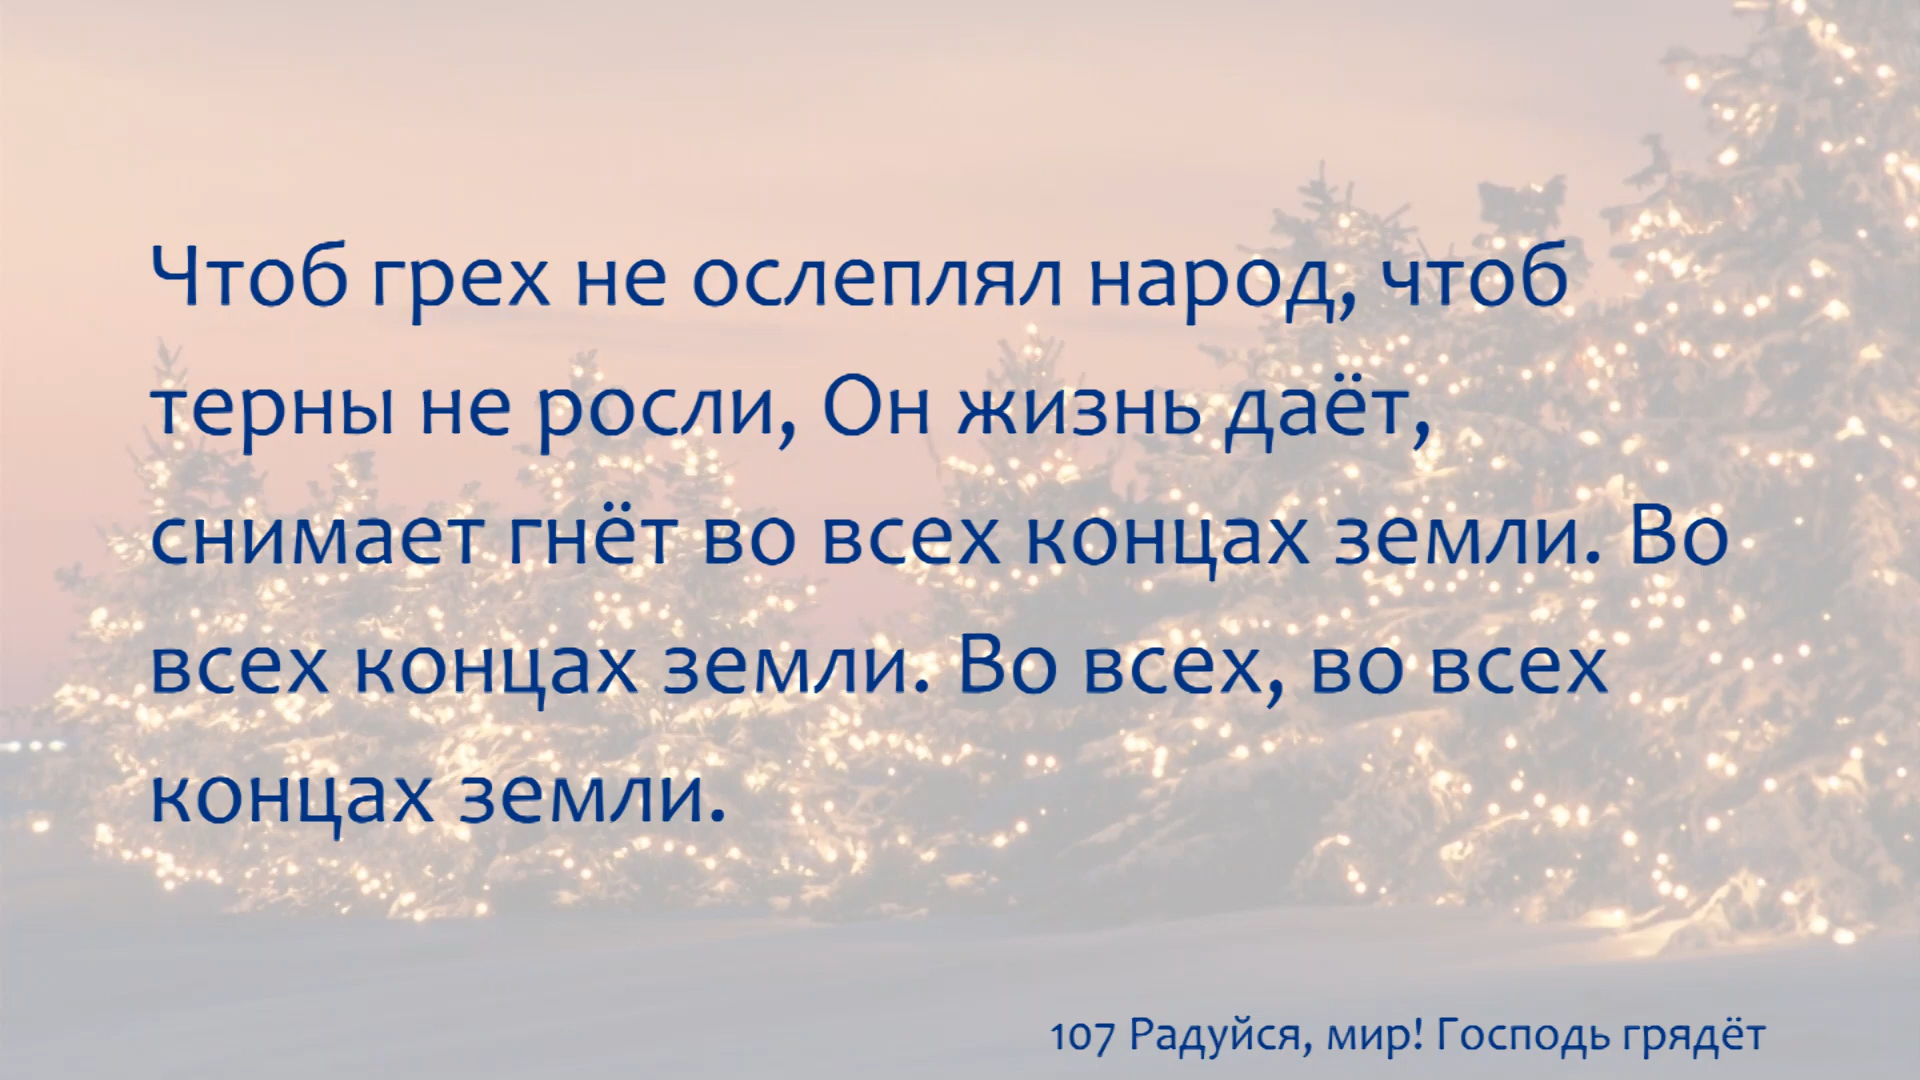 Чтоб грех не ослеплял народ, чтоб
терны не росли, Он жизнь даёт,
снимает гнёт во всех концах земли. Во
всех концах земли. Во всех, во всех
концах земли.
107 Радуйся, мир! Господь грядёт